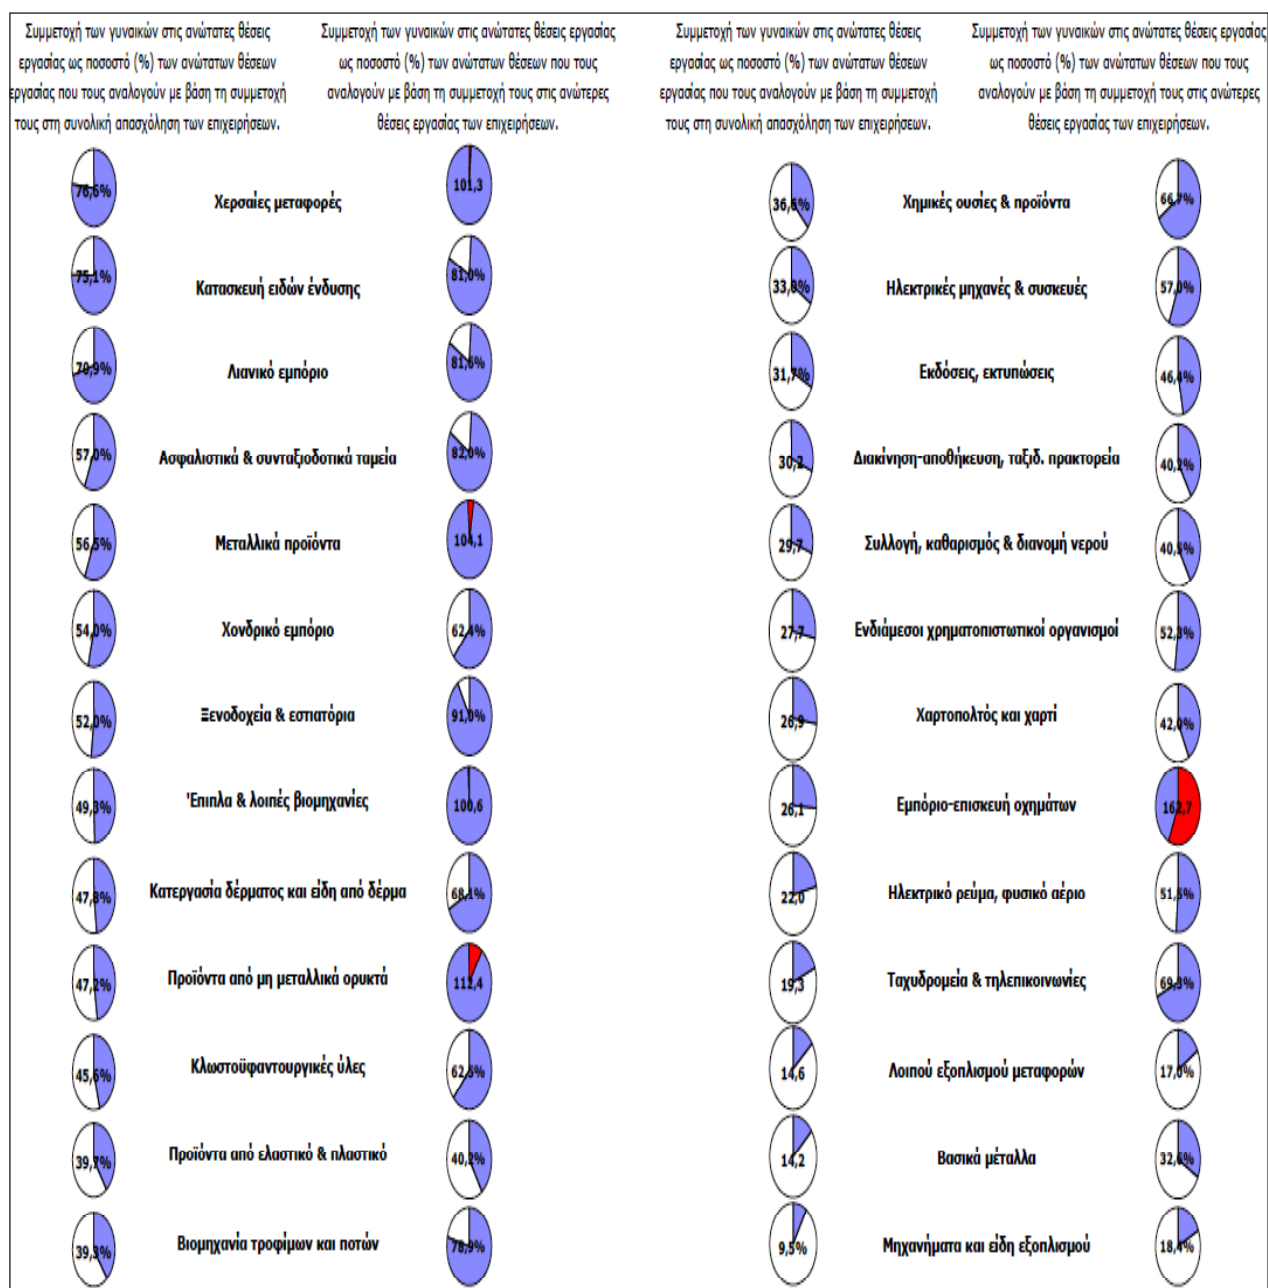 Συμμετοχή των γυναικών στις ανώτατες θέσεις
εργασίας ως ποσοστό (%) των ανώτατων θέσεων
εργασίας που τους αναλογούν με βάση τη συμμετοχή
τους στη συνολική απασχόληση των επιχειρήσεων.
Συμμετοχή των γυναικών στις ανώτατες θέσεις εργασίας
ως ποσοστό (%) των ανώτατων θέσεων που τους
αναλογούν με βάση τη συμμετοχή τους στις ανώτερες
θέσεις εργασίας των επιχειρήσεων.
76,6% Χερσαίες μεταφορές 101,3
75,1% Κατασκευή ειδών ένδυσης 81,0%
70,9% Λιανικό εμπόριο 81,6%
57,0% Ασφαλιστικά & συνταξιοδοτικά ταμεία 82,0%
56,5% Μεταλλικά προϊόντα 104,1
54,0% Χονδρικό εμπόριο 62,4%
52,0% Ξενοδοχεία & εστιατόρια 91,0%
49,3% Έπιπλα & λοιπές βιομηχανίες 100,6
47,8% Κατεργασία δέρματος και είδη από δέρμα 68,1%
47,2% Προϊόντα από μη μεταλλικά ορυκτά 112,4
45,6% Κλωστοϋφαντουργικές ύλες 62,5%
39,7% Προϊόντα από ελαστικό & πλαστικό 40,2%
39,3% Βιομηχανία τροφίμων και ποτών 78,9%
Συμμετοχή των γυναικών στις ανώτατες θέσεις
εργασίας ως ποσοστό (%) των ανώτατων θέσεων
εργασίας που τους αναλογούν με βάση τη συμμετοχή
τους στη συνολική απασχόληση των επιχειρήσεων.
Συμμετοχή των γυναικών στις ανώτατες θέσεις εργασίας
ως ποσοστό (%) των ανώτατων θέσεων που τους
αναλογούν με βάση τη συμμετοχή τους στις ανώτερες
θέσεις εργασίας των επιχειρήσεων.
36,6% Χημικές ουσίες & προϊόντα 66,7%
33,0% Ηλεκτρικές μηχανές & συσκευές 57,0%
31,7% Εκδόσεις, εκτυπώσεις 46,4%
30,2 Διακίνηση-αποθήκευση, ταξιδ. πρακτορεία 40,2%
29,7 Συλλογή, καθαρισμός & διανομή νερού 40,5%
27,7 Ενδιάμεσοι χρηματοπιστωτικοί οργανισμοί 52,3%
26,9 Χαρτοπολτός και χαρτί 42,0%
26,1 Εμπόριο-επισκευή οχημάτων 162,7
22,0 Ηλεκτρικό ρεύμα, φυσικό αέριο 51,5%
19,3 Ταχυδρομεία & τηλεπικοινωνίες 69,3%
14,6 Λοιπού εξοπλισμού μεταφορών 17,0%
14,2 Βασικά μέταλλα 32,6%
9,5% Μηχανήματα και είδη εξοπλισμού 18,4%